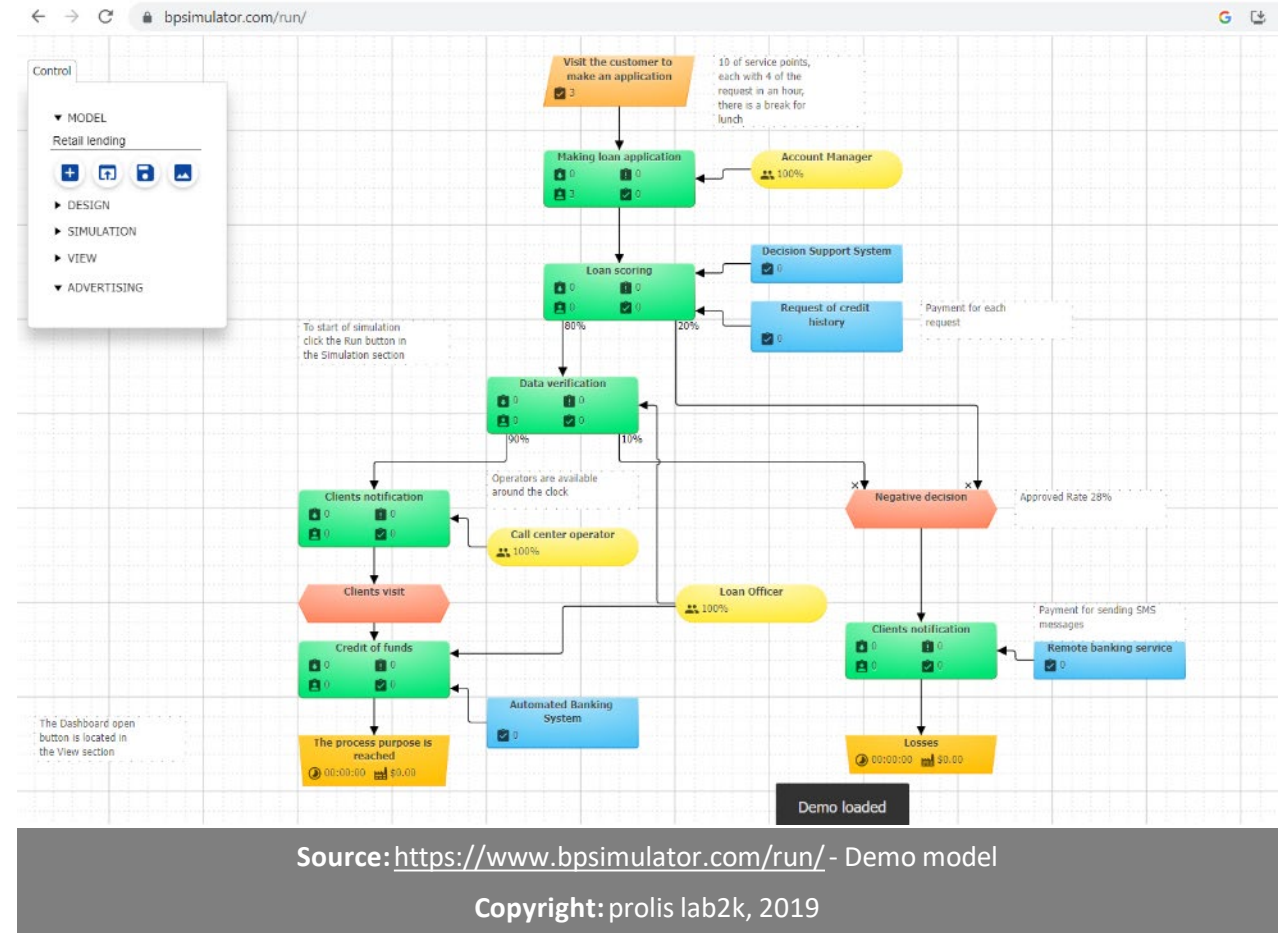 bpsimulator.com/run/
Control
MODEL
Retail lending
DESIGN
SIMULATION
VIEW
ADVERTISING
Visit the customer to
make an application
3
10 of service points,
each with 4 of the
request in an hour,
there is a break for
lunch
Making loan application
0 0
3 0
Account Manager
100%
Loan scoring
0 0
0 0
80% 20%
Decision Support System
0
Request of credit
history
0
Payment for each
request
To start of simulation
click the Run button in
the Simulation section
Data verification
0 0
0 0
90% 10%
Operators are available
around the clock
Clients notification
0 0
0 0
Call center operator
100%
Negative decision
Approved Rate 28%
Clients visit
Loan Officer
100%
Payment for sending SMS
messages
Clients notification
0 0
0 0
Remote banking service
0
Credit of funds
0 0
0 0
Automated Banking
System
0
The Dashboard open
button is located in
the View section
The process purpose is
reached
00:00:00 $0.00
Losses
00:00:00 $0.00
Demo loaded
Source: https://www.bpsimulator.com/run/ - Demo model
Copyright: prolis lab2k, 2019